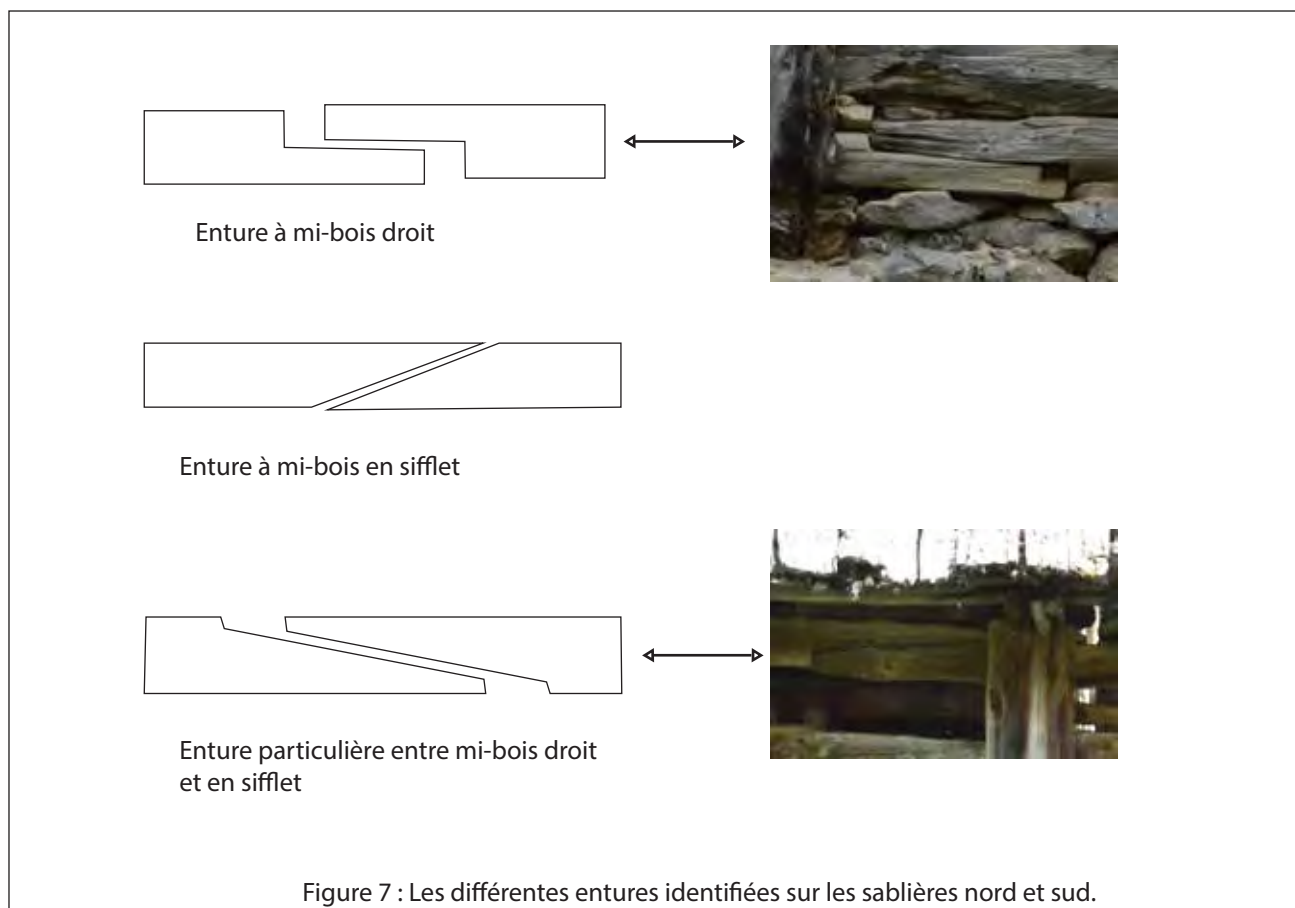 Enture à mi-bois droit
Enture à mi-bois en sifflet
Enture particulière entre mi-bois droit
et en sifflet
Figure 7 : Les différentes entures identifiées sur les sablières nord et sud.